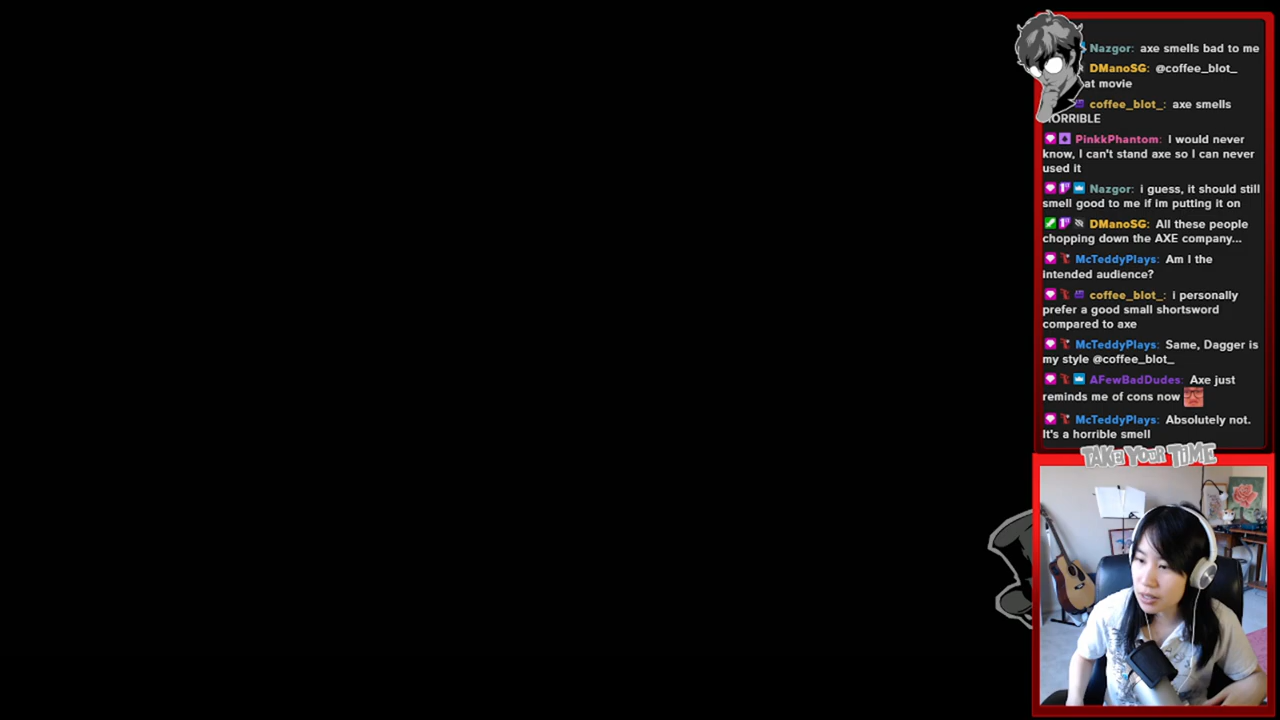 Nazgor: axe smells bad to me
DManoSG: @coffee_blot_
at movie
coffee_blot_: axe smells
HORRIBLE
PinkkPhantom: I would never
know, I can't stand axe so I can never
used it
Nazgor: i guess, it should still
smell good to me if im putting it on
DManoSG: All these people
chopping down the AXE company...
McTeddyPlays: Am I the
intended audience?
coffee_blot_: i personally
prefer a good small shortsword
compared to axe
McTeddyPlays: Same, Dagger is
my style @coffee_blot_
AFewBadDudes: Axe just
reminds me of cons now
McTeddyPlays: Absolutely not.
It's a horrible smell
TAKE YOUR TIME